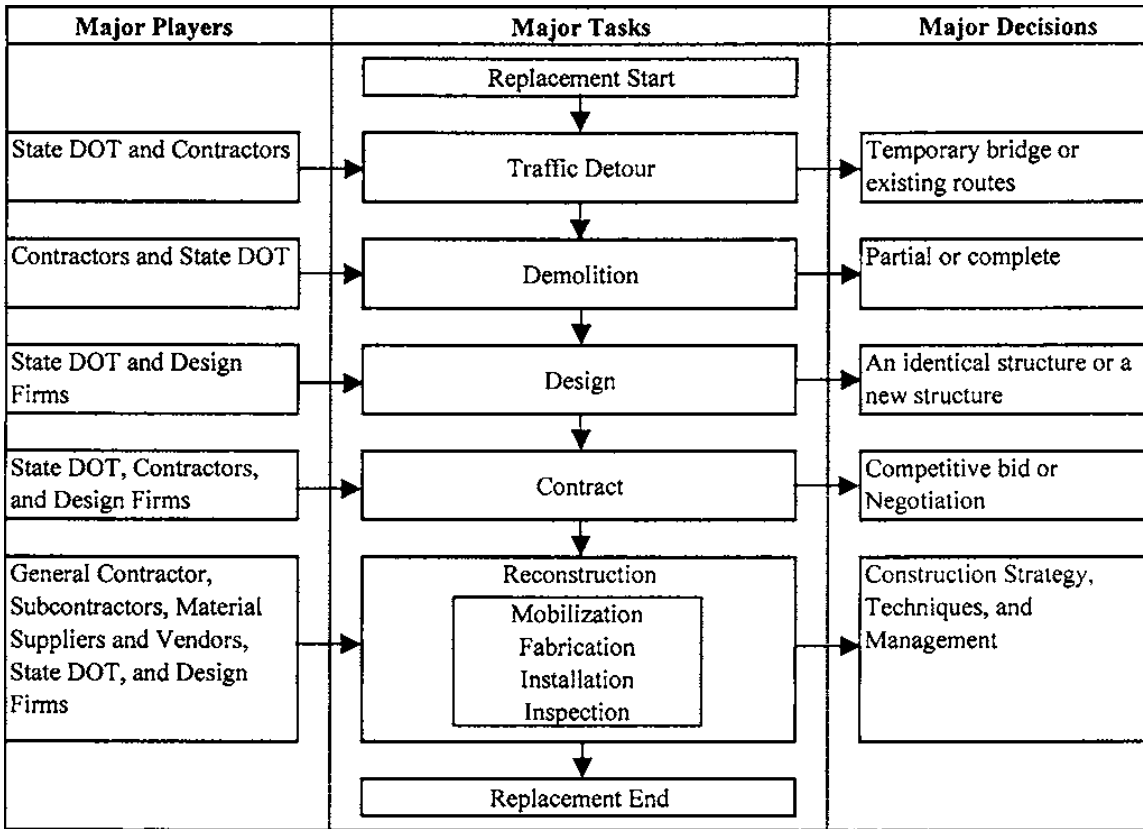 Major Players
Major Tasks
Major Decisions
Replacement Start
State DOT and Contractors
Traffic Detour
Temporary bridge or
existing routes
Contractors and State DOT
Demolition
Partial or complete
State DOT and Design
Firms
Design
An identical structure or a
new structure
State DOT, Contractors,
and Design Firms
Contract
Competitive bid or
Negotiation
General Contractor,
Subcontractors, Material
Suppliers and Vendors,
State DOT, and Design
Firms
Reconstruction
Mobilization
Fabrication
Installation
Inspection
Construction Strategy,
Techniques, and
Management
Replacement End